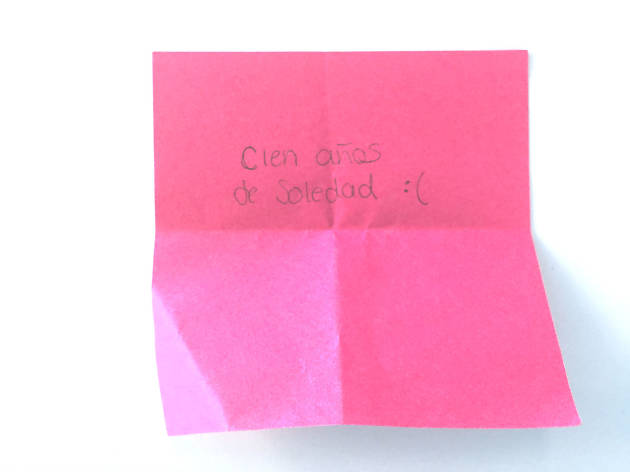 Cien años
de Soledad :(